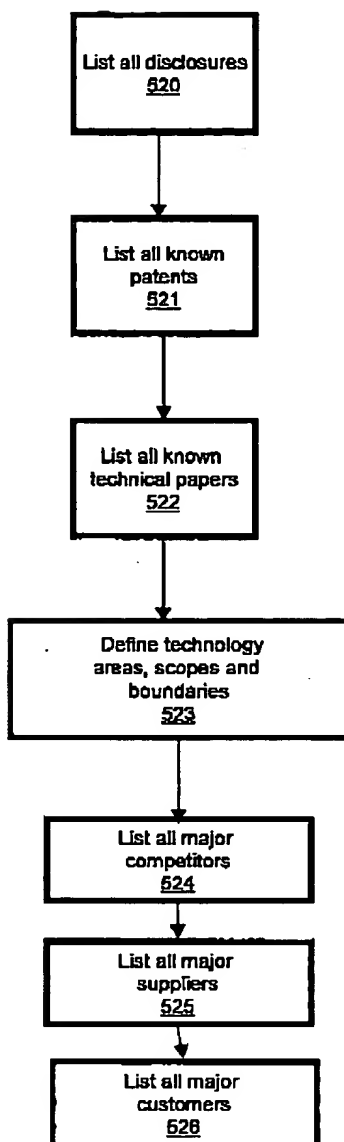 List all disclosures
520
List all known
patents
521
List all known
technical papers
522
Define technology
areas, scopes and
boundaries
523
List all major
competitors
524
List all major
suppliers
525
List all major
customers
526